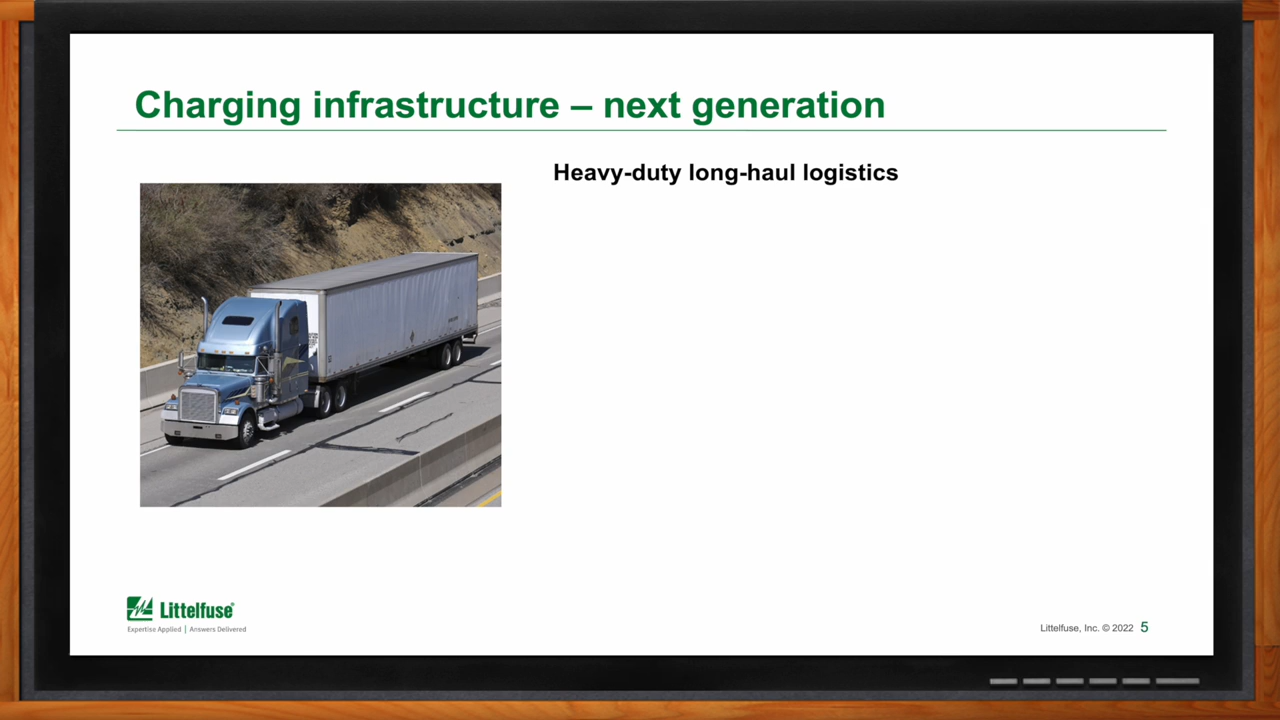 Charging infrastructure – next generation
Heavy-duty long-haul logistics
Littelfuse®
Expertise Applied | Answers Delivered
Littelfuse, Inc. © 2022 5